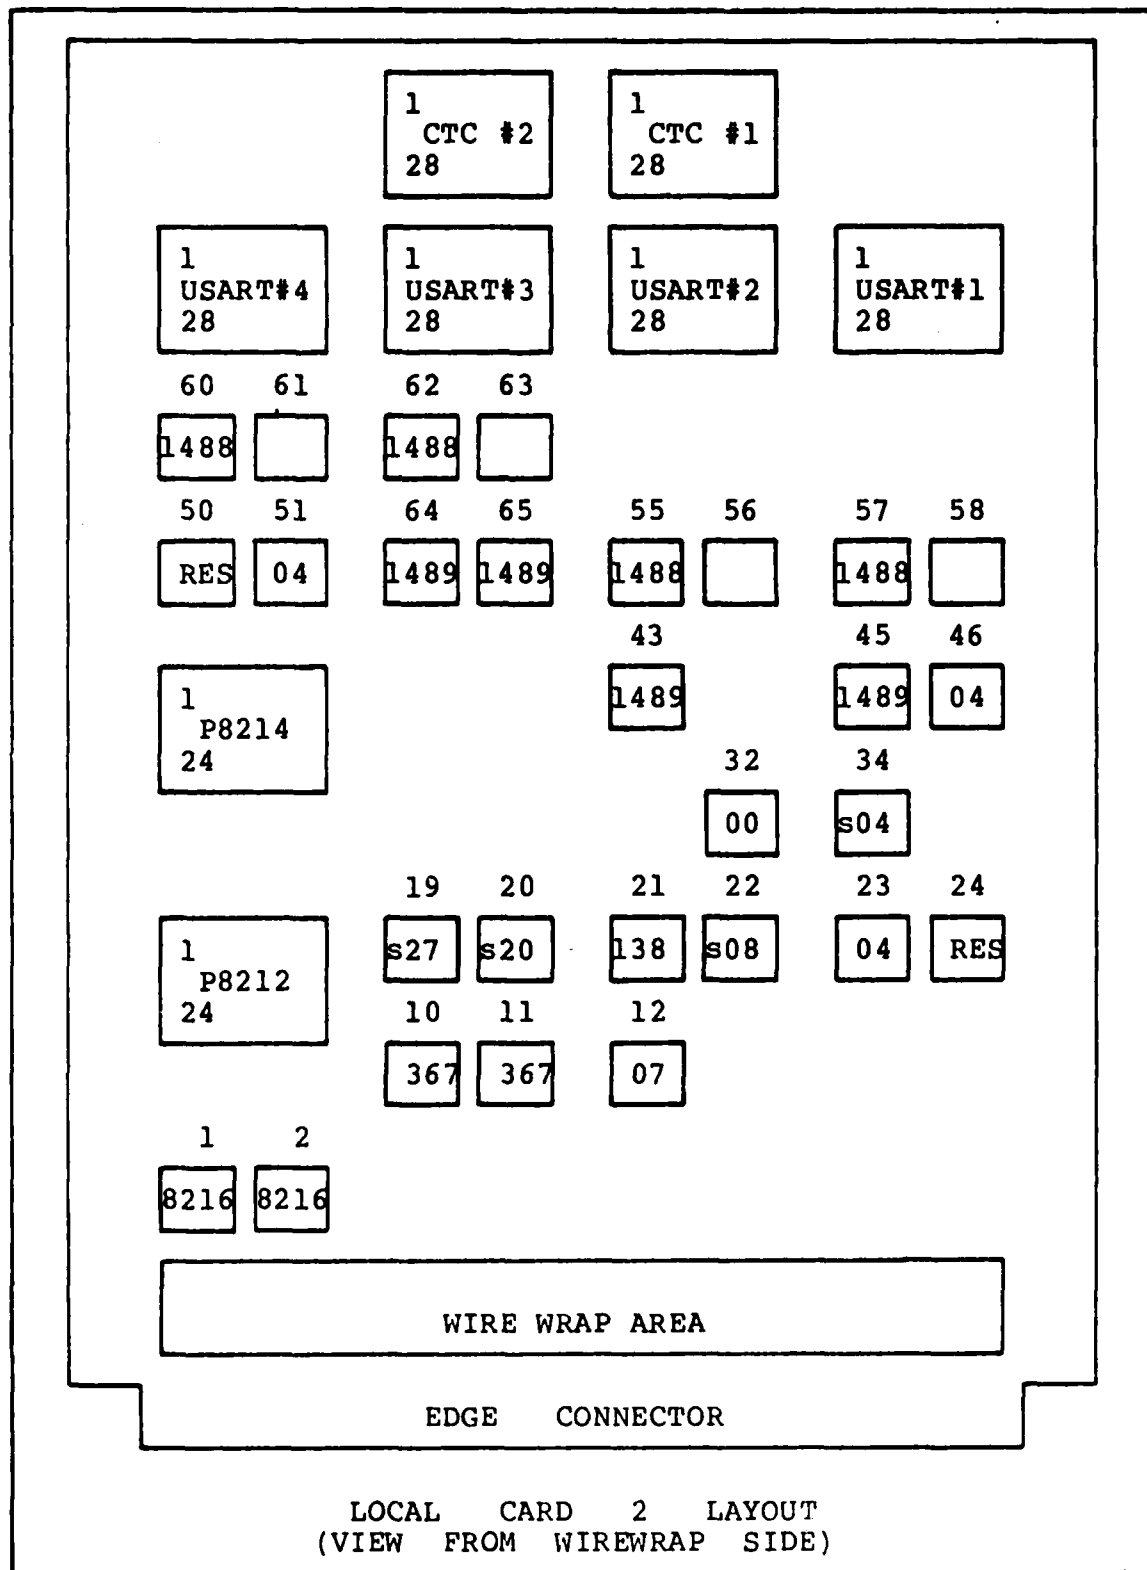 1 1
CTC #2 CTC #1
28 28
1 1 1 1
USART#4 USART#3 USART#2 USART#1
28 28 28 28
60 61 62 63
1488 1488
50 51 64 65 55 56 57 58
RES 04 1489 1489 1488 1488
43 45 46
1 1489 1489 04
P8214
24
32 34
00 s04
19 20 21 22 23 24
1 s27 s20 138 s08 04 RES
P8212
24 10 11 12
367 367 07
1 2
8216 8216
WIRE WRAP AREA
EDGE CONNECTOR
LOCAL CARD 2 LAYOUT
(VIEW FROM WIREWRAP SIDE)